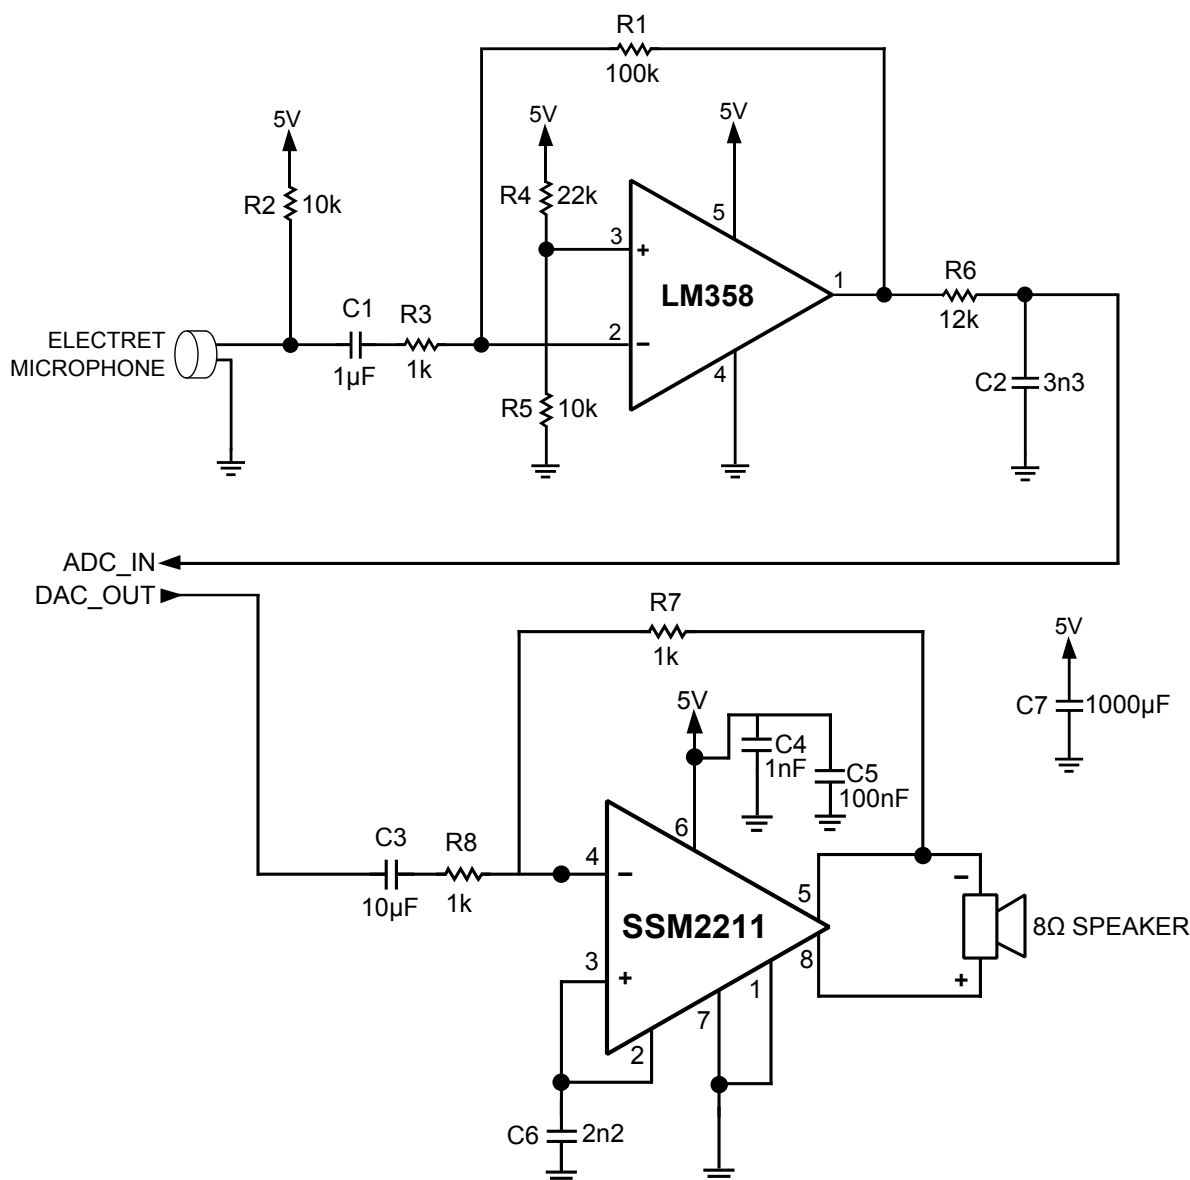 R1
100k
5V
5V
5V
R2 10k
R4 22k
5
3
+
LM358
1
R6
12k
C1
1µF
R3
1k
2
−
4
ELECTRET
MICROPHONE
R5 10k
C2 3n3
ADC_IN
DAC_OUT
R7
1k
5V
C7 1000µF
5V
C4
1nF
C5
100nF
6
C3
10µF
R8
1k
4
−
5
−
SSM2211
8Ω SPEAKER
3
+
8
+
1
7
2
C6 2n2